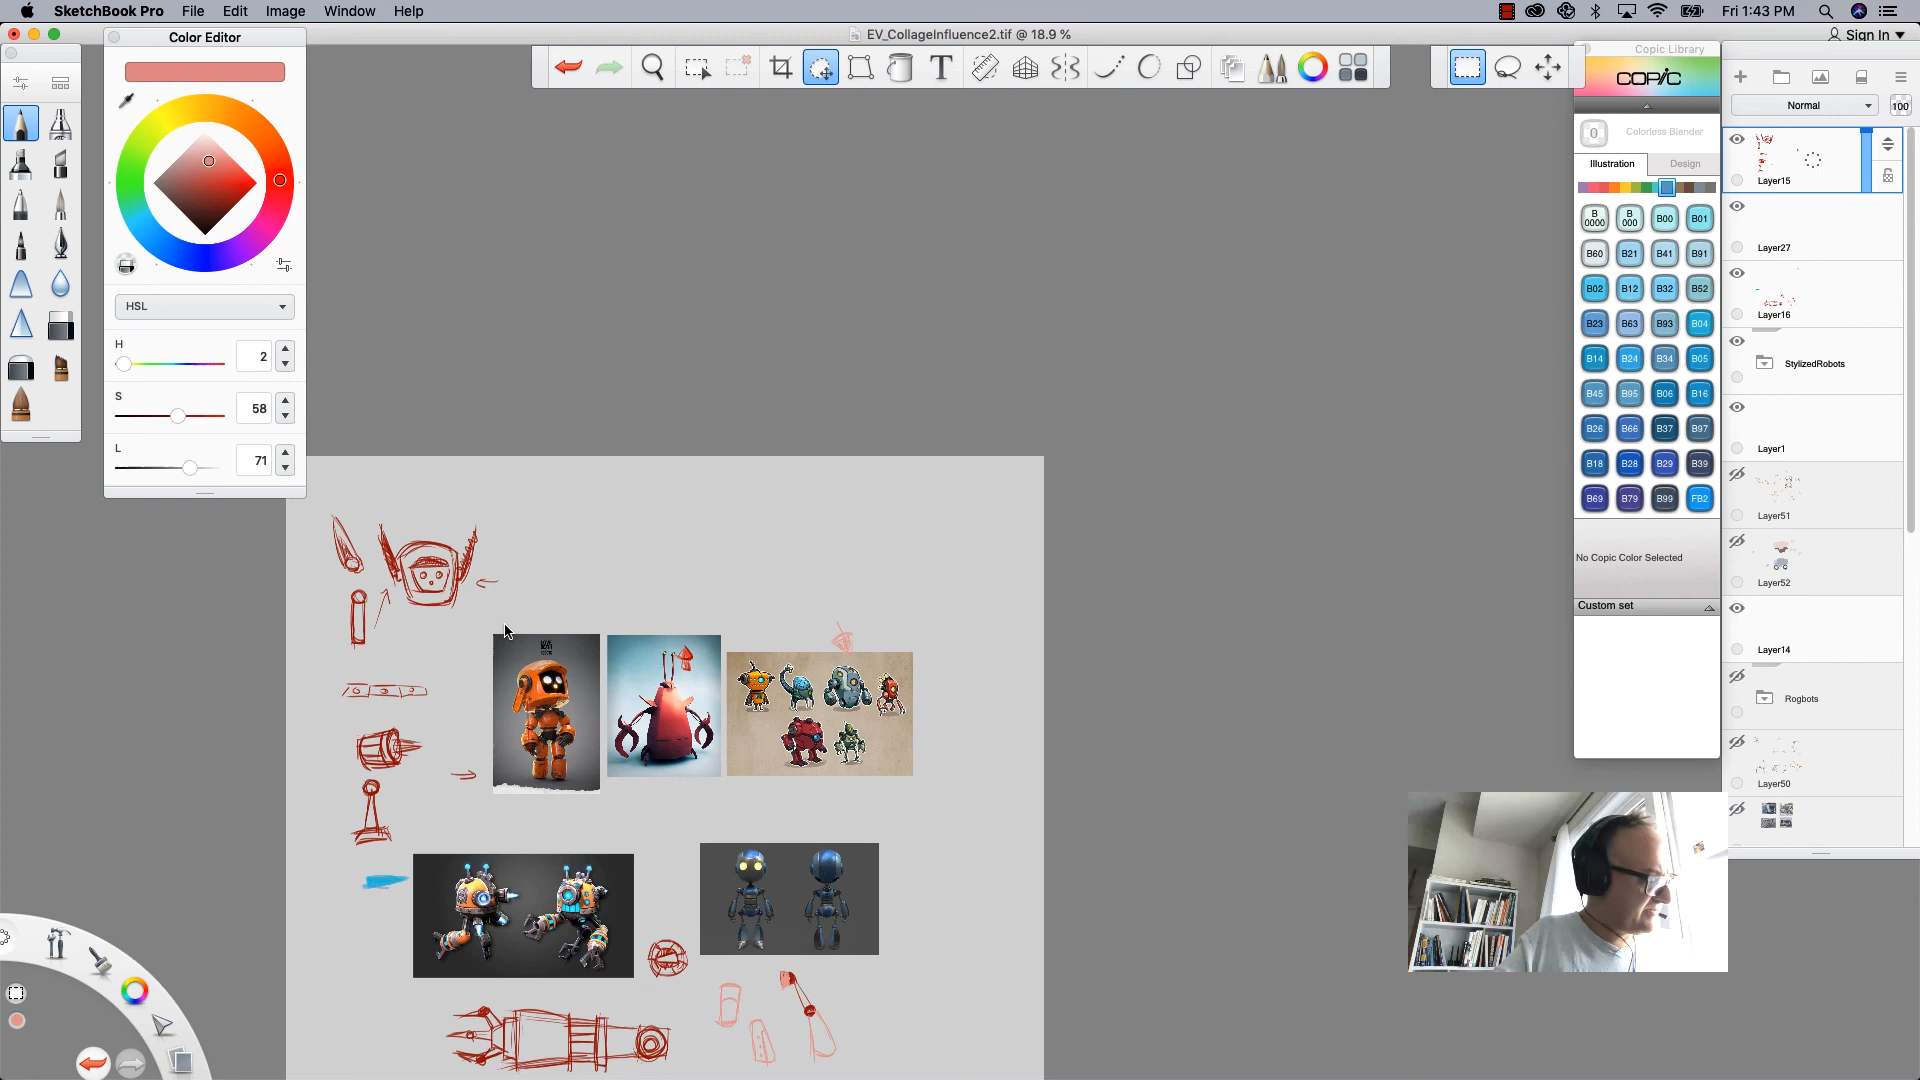 SketchBook Pro File Edit Image Window Help
Fri 1:43 PM
EV_CollageInfluence2.tif @ 18.9 %
Sign In
Color Editor
HSL
H 2
S 58
L 71
T
Copic Library
COPIC
0 Colorless Blender
Illustration Design
B0000 B000 B00 B01
B60 B21 B41 B91
B02 B12 B32 B52
B23 B63 B93 B04
B14 B24 B34 B05
B45 B95 B06 B16
B26 B66 B37 B97
B18 B28 B29 B39
B69 B79 B99 FB2
No Copic Color Selected
Custom set
Normal 100
Layer15
Layer27
Layer16
StylizedRobots
Layer1
Layer51
Layer52
Layer14
Rogbots
Layer50